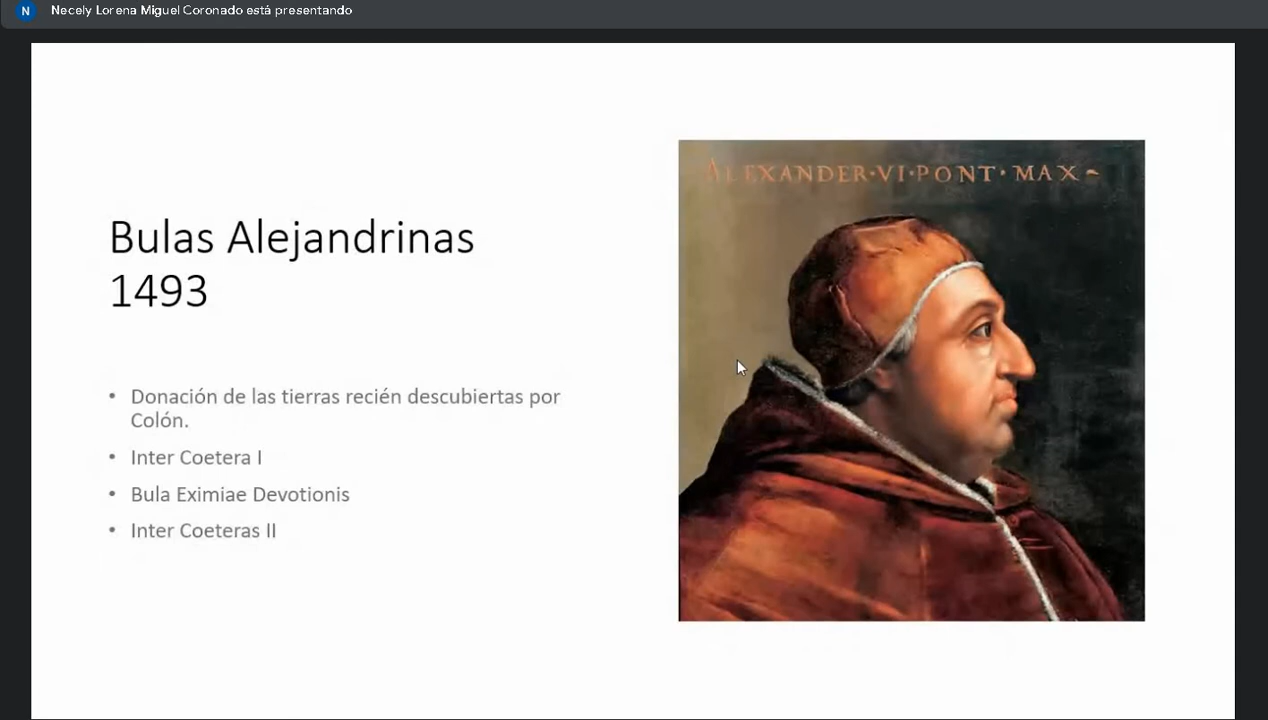 N Necely Lorena Miguel Coronado está presentando
ALEXANDER·VI·PONT·MAX~
Bulas Alejandrinas
1493
• Donación de las tierras recién descubiertas por
Colón.
• Inter Coetera I
• Bula Eximiae Devotionis
• Inter Coeteras II